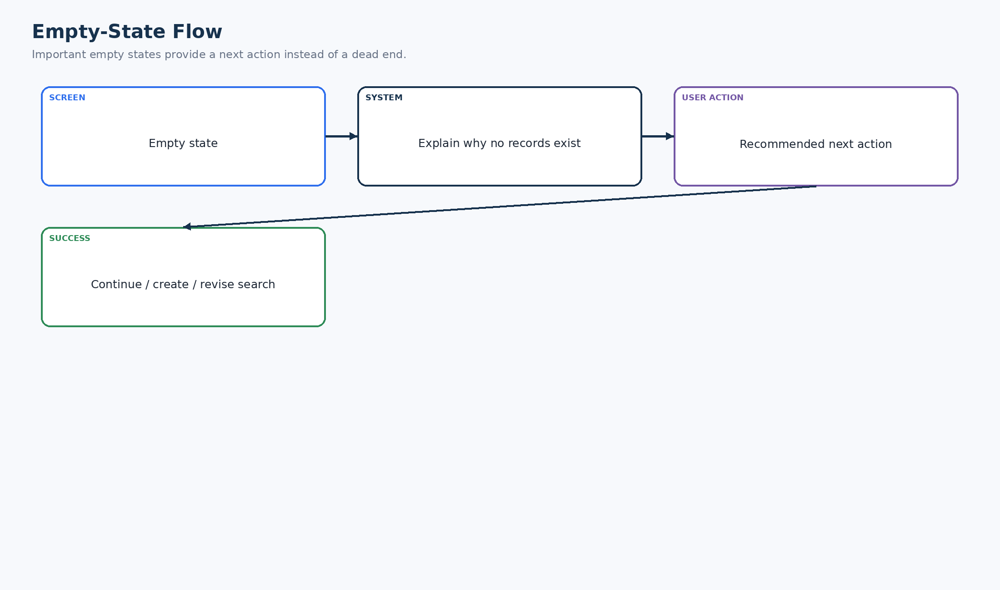 Empty-State Flow
Important empty states provide a next action instead of a dead end.
SCREEN
Empty state
SYSTEM
Explain why no records exist
USER ACTION
Recommended next action
SUCCESS
Continue / create / revise search